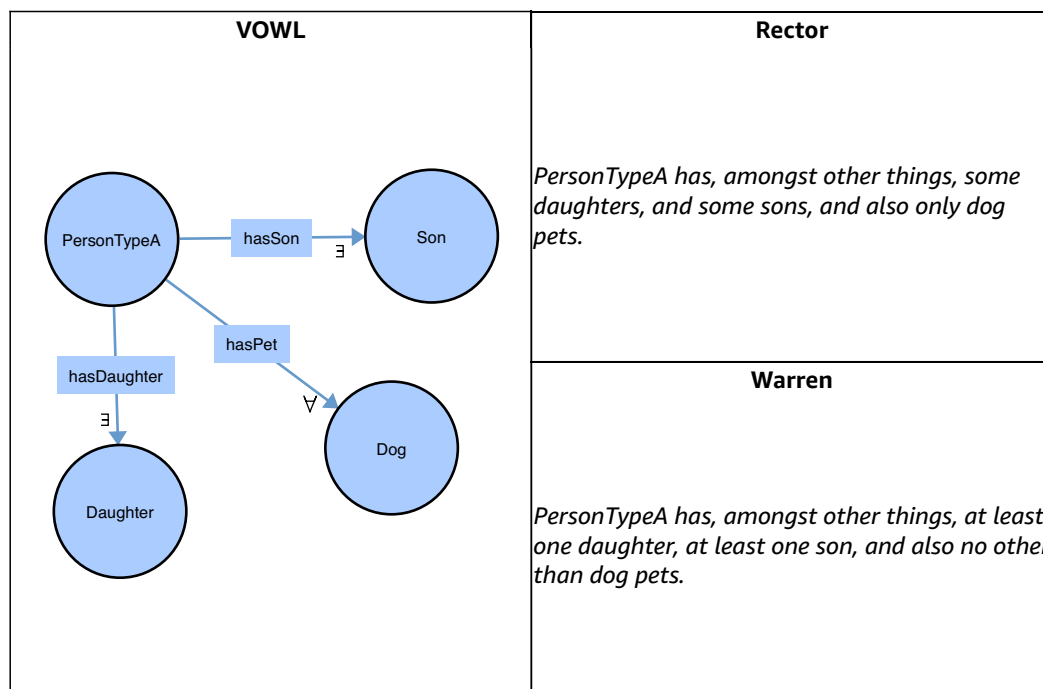 VOWL
PersonTypeA
hasSon
Son
∃
hasPet
hasDaughter
∀
∃
Dog
Daughter
Rector
PersonTypeA has, amongst other things, some
daughters, and some sons, and also only dog
pets.
Warren
PersonTypeA has, amongst other things, at least
one daughter, at least one son, and also no other
than dog pets.